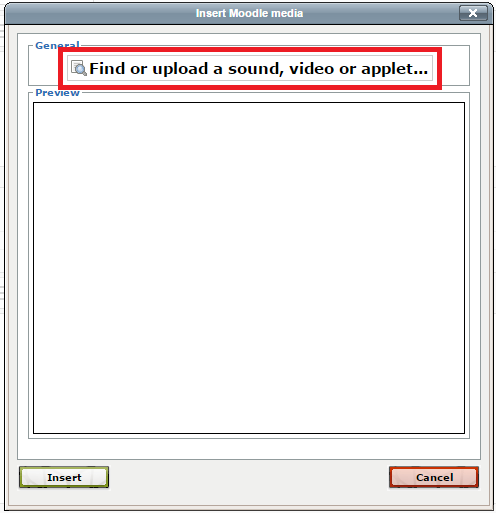 Insert Moodle media
General
Find or upload a sound, video or applet...
Preview
Insert
Cancel